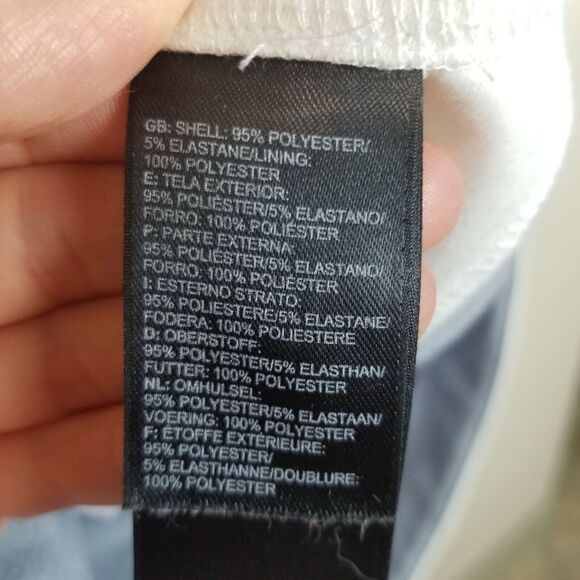 GB: SHELL: 95% POLYESTER/
5% ELASTANE/LINING:
100% POLYESTER
E: TELA EXTERIOR:
95% POLIÉSTER/5% ELASTANO/
FORRO: 100% POLIÉSTER
P: PARTE EXTERNA:
95% POLIÉSTER/5% ELASTANO/
FORRO: 100% POLIÉSTER
I: ESTERNO STRATO:
95% POLIESTERE/5% ELASTANE/
FODERA: 100% POLIESTERE
D: OBERSTOFF:
95% POLYESTER/5% ELASTHAN/
FUTTER: 100% POLYESTER
NL: OMHULSEL:
95% POLYESTER/5% ELASTAAN/
VOERING: 100% POLYESTER
F: ÉTOFFE EXTÉRIEURE:
95% POLYESTER/
5% ELASTHANNE/DOUBLURE:
100% POLYESTER